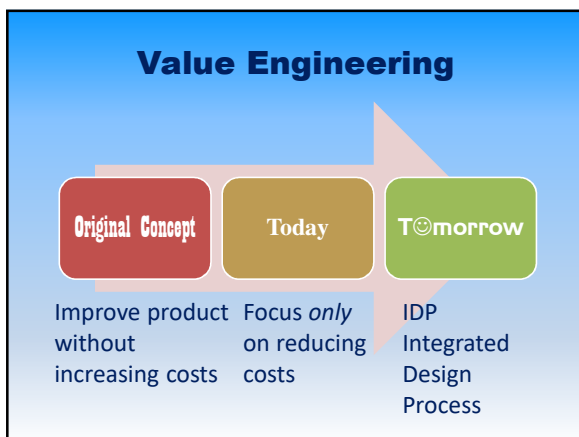 Value Engineering
Original Concept
Today
T☺morrow
Improve product
without
increasing costs
Focus only
on reducing
costs
IDP
Integrated
Design
Process